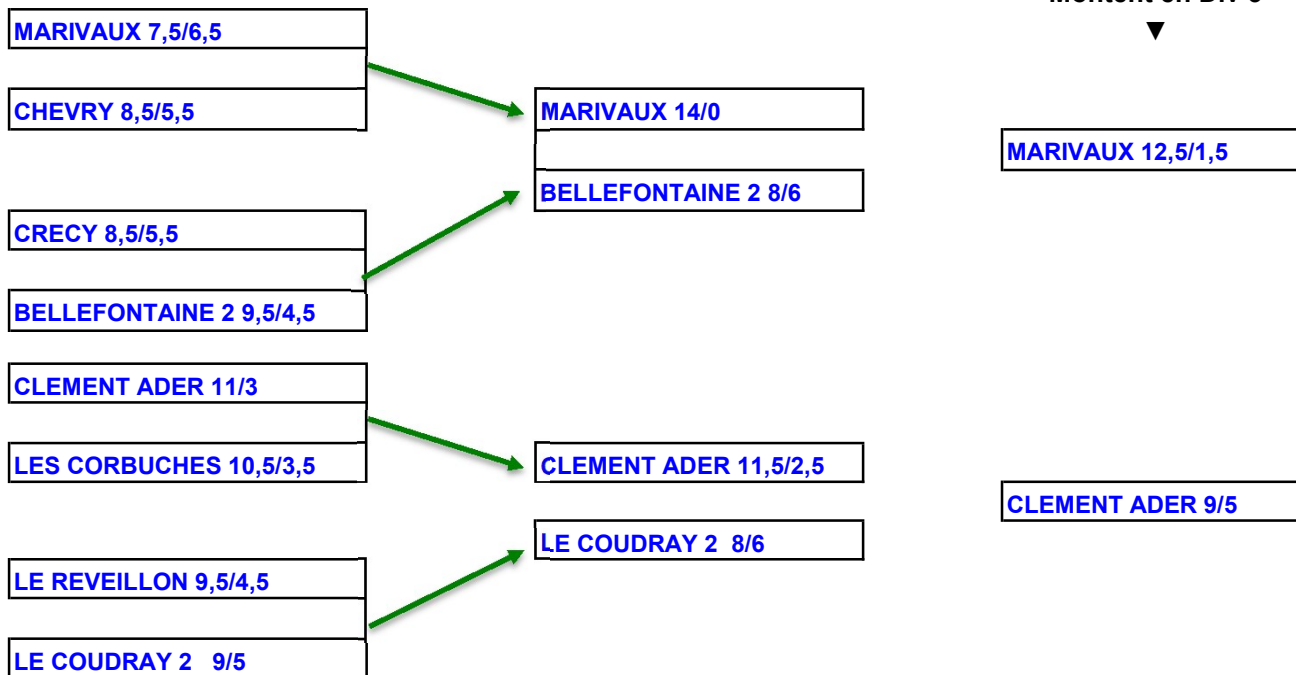 MARIVAUX 7,5/6,5
CHEVRY 8,5/5,5
CRECY 8,5/5,5
BELLEFONTAINE 2 9,5/4,5
CLEMENT ADER 11/3
LES CORBUCHES 10,5/3,5
LE REVEILLON 9,5/4,5
LE COUDRAY 2 9/5
MARIVAUX 14/0
BELLEFONTAINE 2 8/6
CLEMENT ADER 11,5/2,5
LE COUDRAY 2 8/6
▼
MARIVAUX 12,5/1,5
CLEMENT ADER 9/5